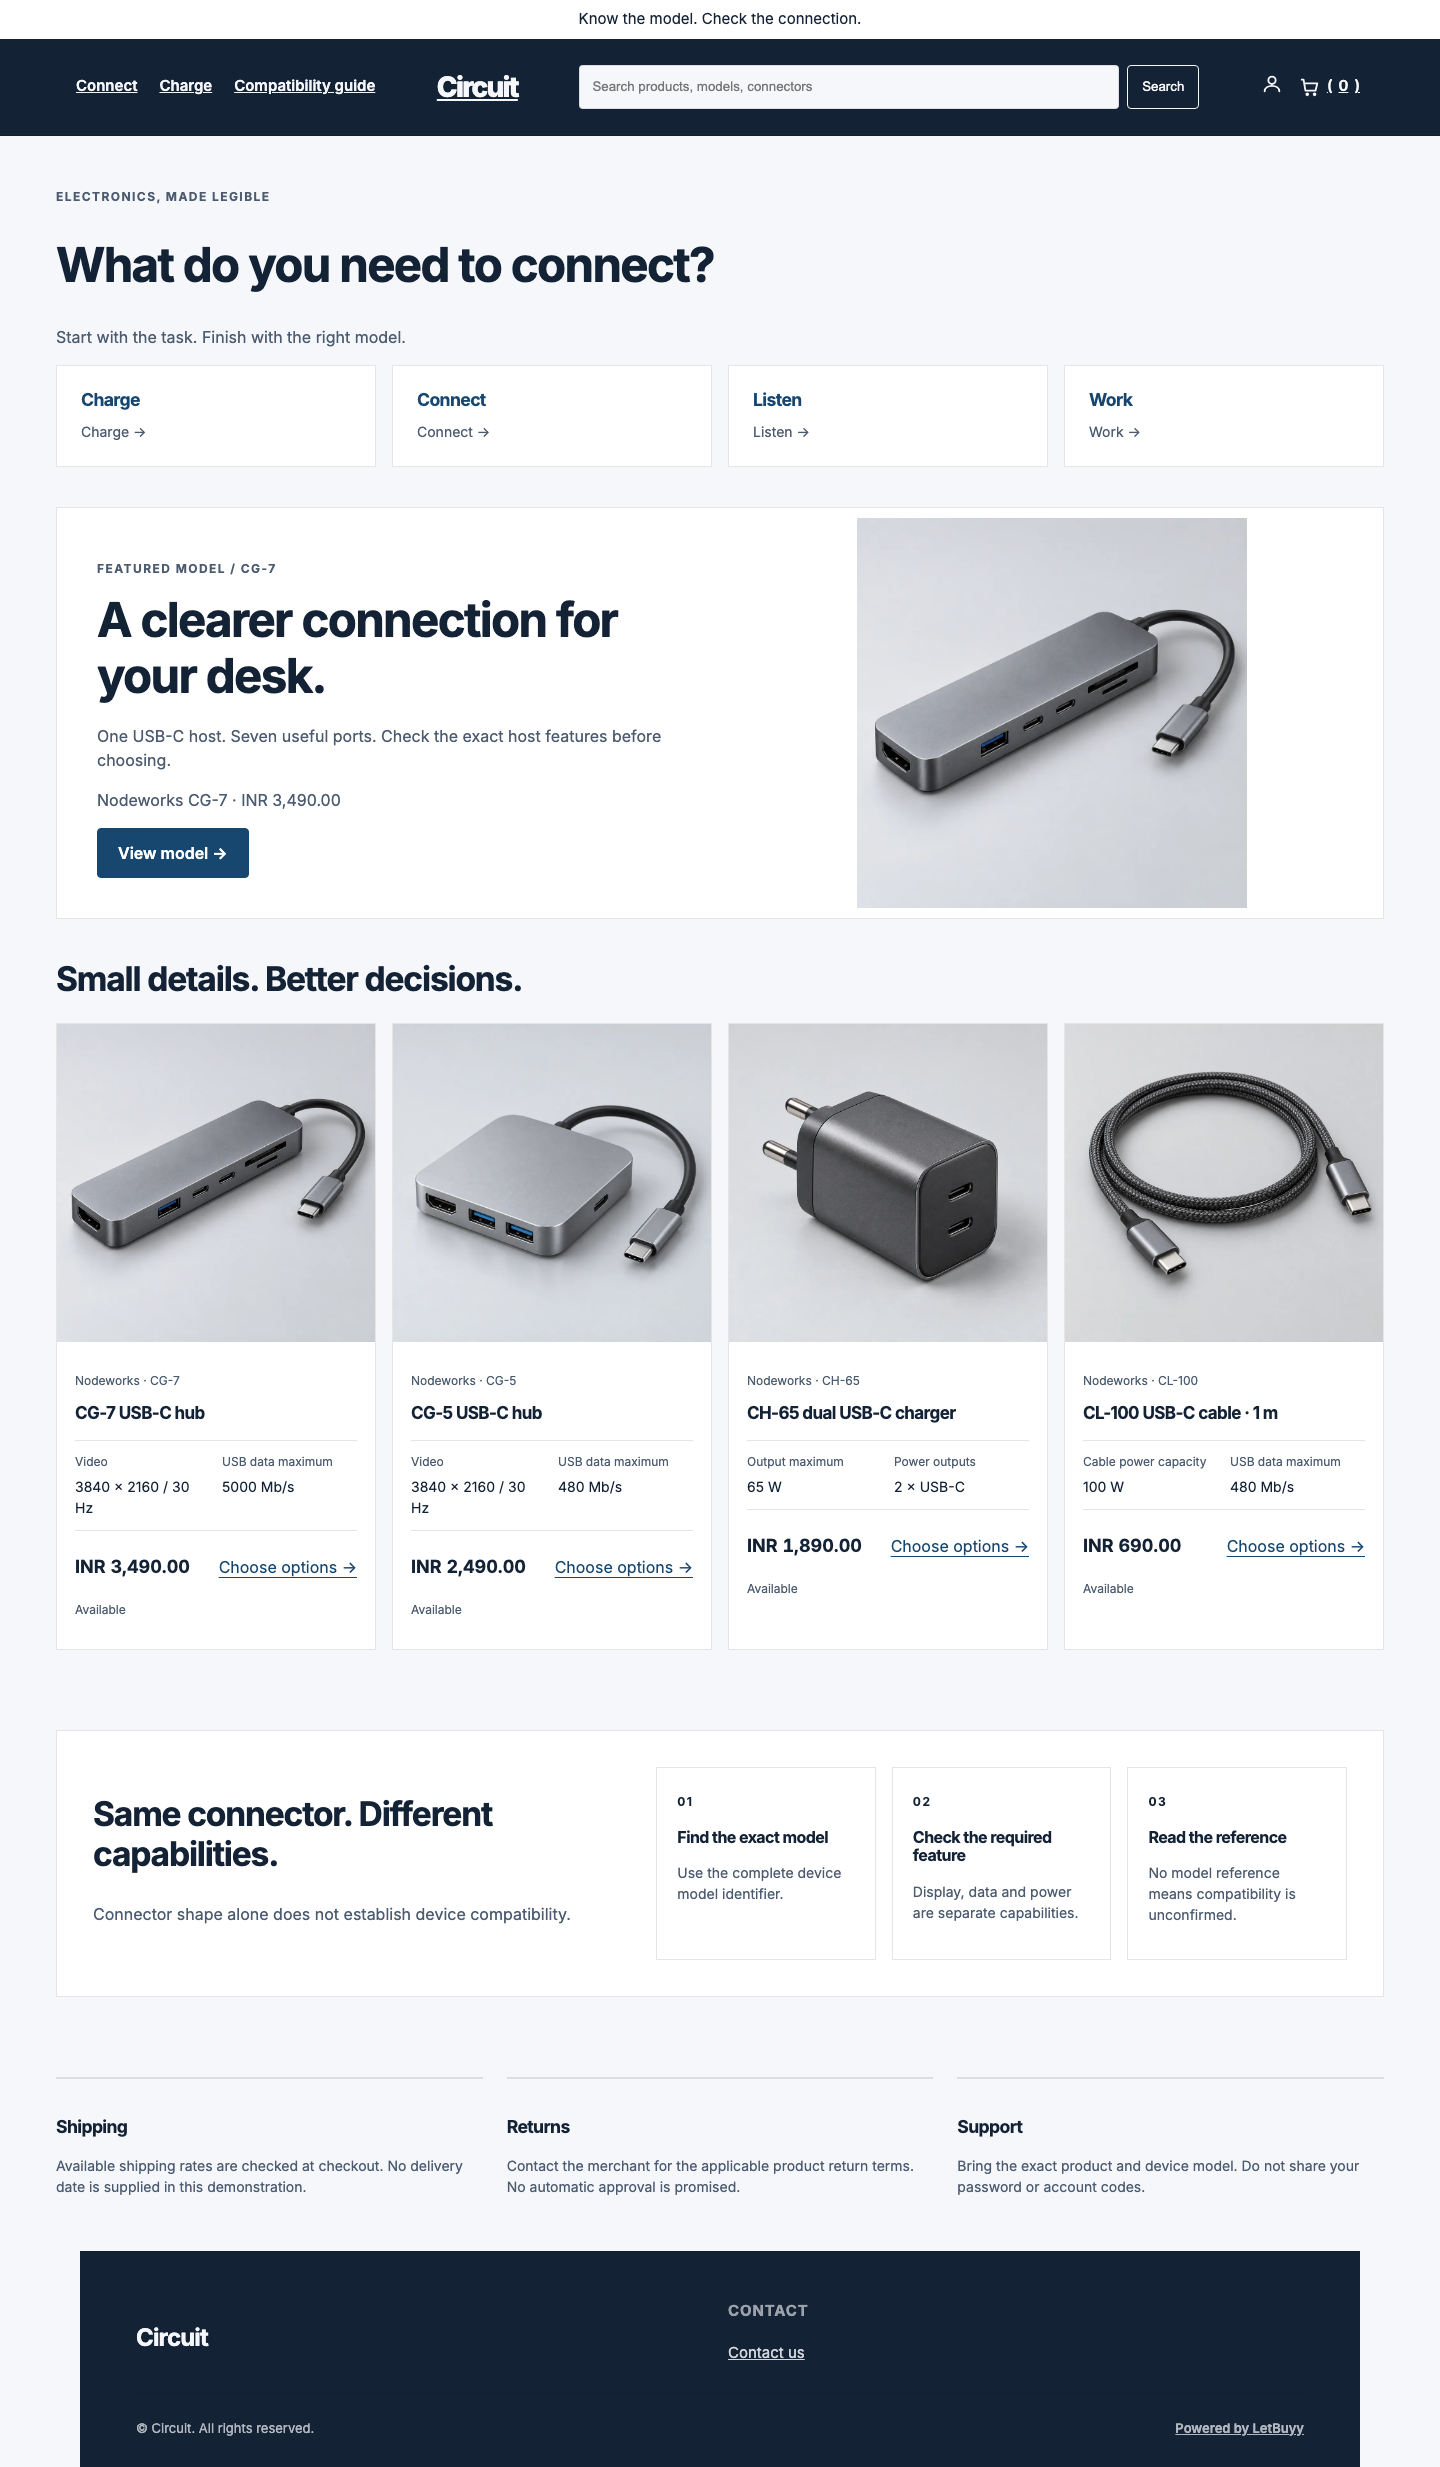 Know the model. Check the connection.
Connect
Charge
Compatibility guide
Circuit
Search products, models, connectors
Search
( 0 )
ELECTRONICS, MADE LEGIBLE
What do you need to connect?
Start with the task. Finish with the right model.
Charge
Charge →
Connect
Connect →
Listen
Listen →
Work
Work →
FEATURED MODEL / CG-7
A clearer connection for
your desk.
One USB-C host. Seven useful ports. Check the exact host features before
choosing.
Nodeworks CG-7 · INR 3,490.00
View model →
Small details. Better decisions.
Nodeworks · CG-7
CG-7 USB-C hub
Video
3840 × 2160 / 30
Hz
USB data maximum
5000 Mb/s
INR 3,490.00
Choose options →
Available
Nodeworks · CG-5
CG-5 USB-C hub
Video
3840 × 2160 / 30
Hz
USB data maximum
480 Mb/s
INR 2,490.00
Choose options →
Available
Nodeworks · CH-65
CH-65 dual USB-C charger
Output maximum
65 W
Power outputs
2 × USB-C
INR 1,890.00
Choose options →
Available
Nodeworks · CL-100
CL-100 USB-C cable · 1 m
Cable power capacity
100 W
USB data maximum
480 Mb/s
INR 690.00
Choose options →
Available
Same connector. Different
capabilities.
Connector shape alone does not establish device compatibility.
01
Find the exact model
Use the complete device
model identifier.
02
Check the required
feature
Display, data and power
are separate capabilities.
03
Read the reference
No model reference
means compatibility is
unconfirmed.
Shipping
Available shipping rates are checked at checkout. No delivery
date is supplied in this demonstration.
Returns
Contact the merchant for the applicable product return terms.
No automatic approval is promised.
Support
Bring the exact product and device model. Do not share your
password or account codes.
Circuit
CONTACT
Contact us
© Circuit. All rights reserved.
Powered by LetBuyy